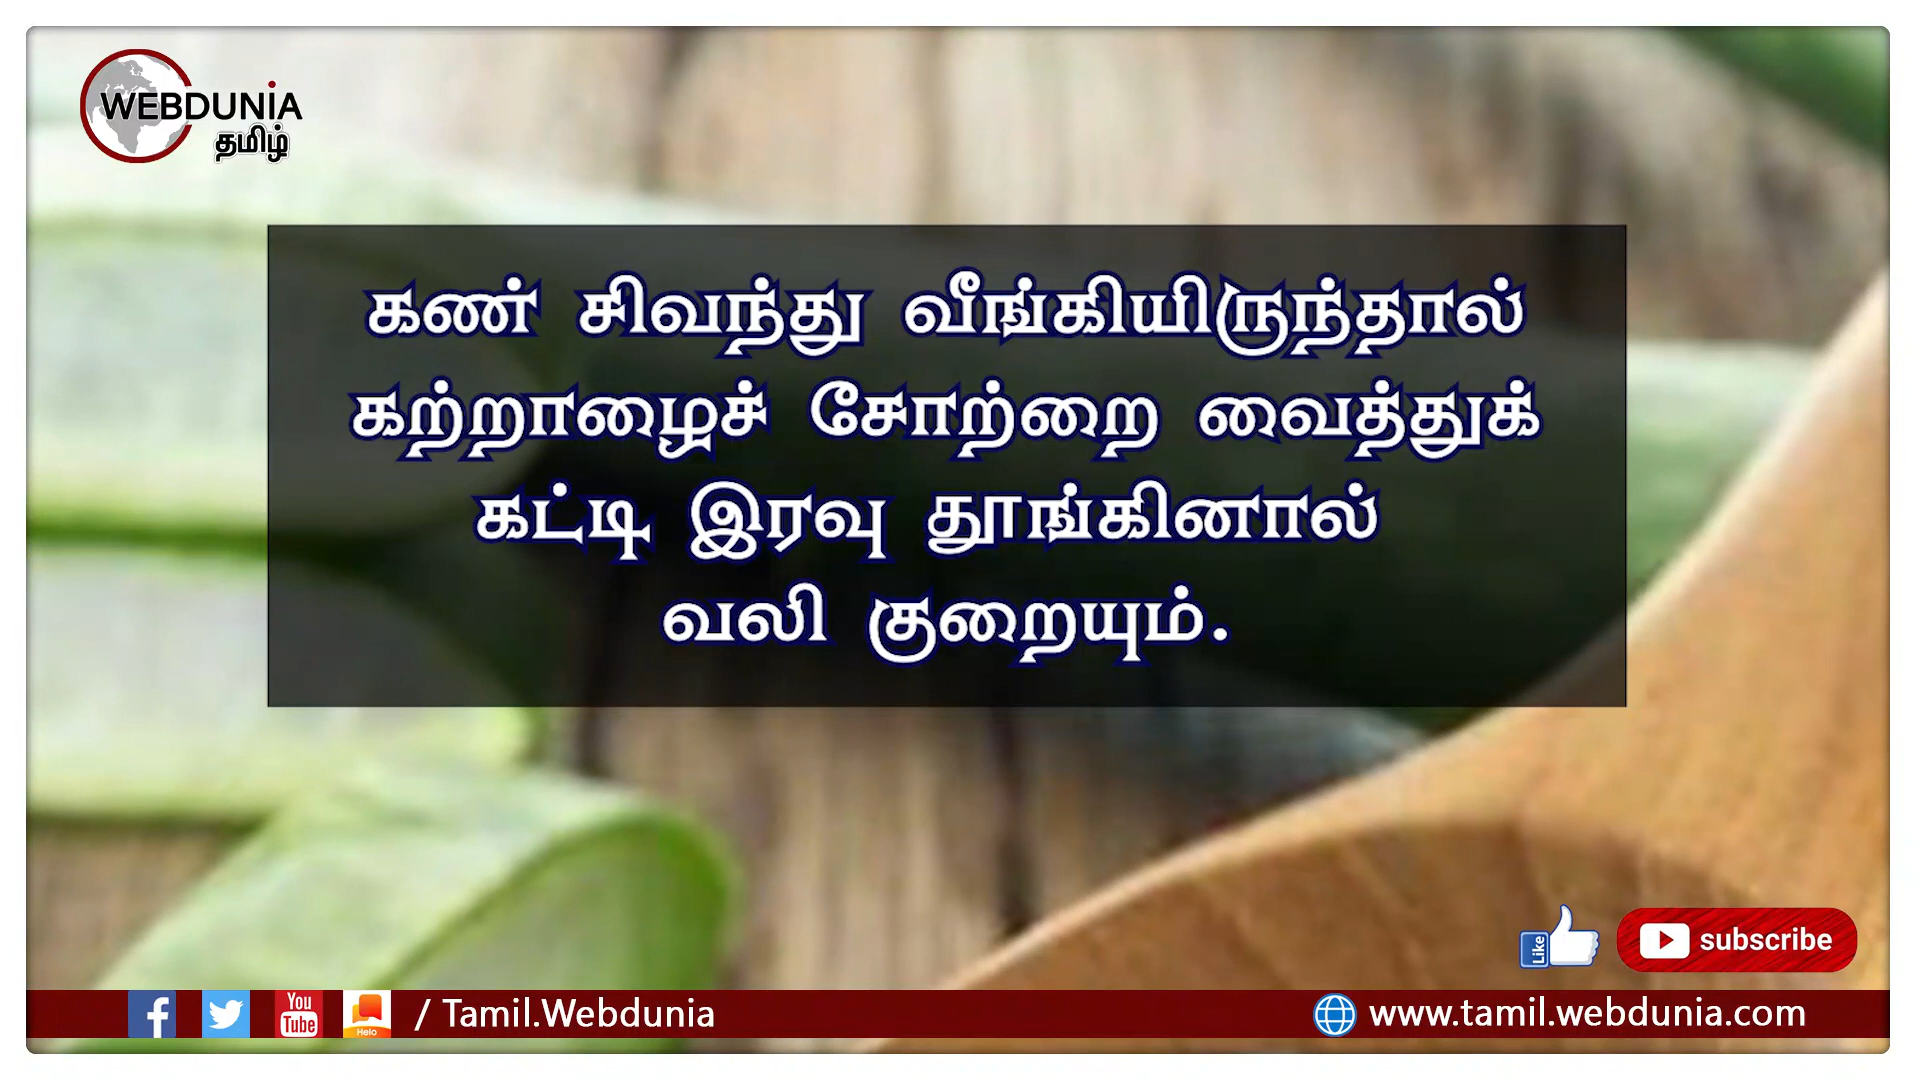 WEBDUNIA
தமிழ்
கண் சிவந்து வீங்கியிருந்தால்
கற்றாழைச் சோற்றை வைத்துக்
கட்டி இரவு தூங்கினால்
வலி குறையும்.
Like
subscribe
You
Tube
Helo
/ Tamil.Webdunia
www.tamil.webdunia.com